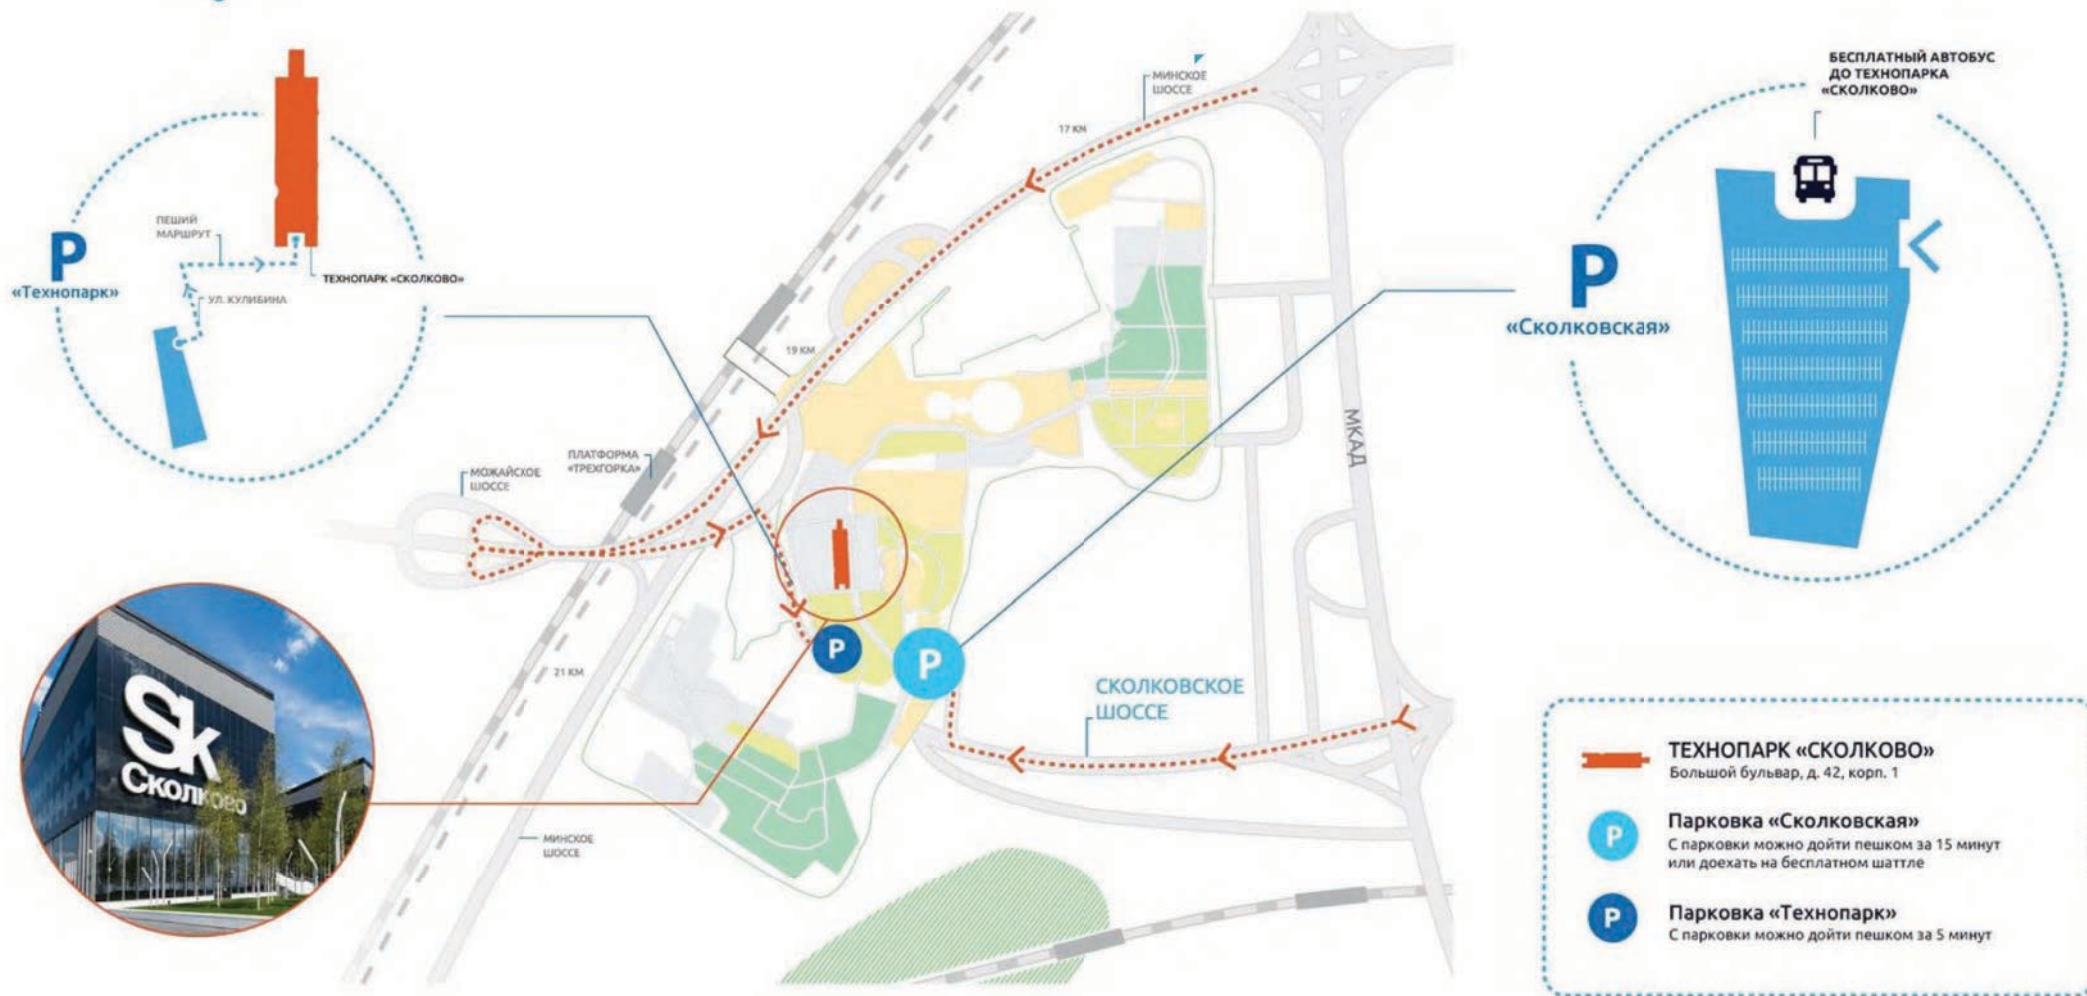 P
«Технопарк»
ПЕШИЙ
МАРШРУТ
УЛ. КУЛИБИНА
ТЕХНОПАРК «СКОЛКОВО»
МИНСКОЕ
ШОССЕ
17 КМ
19 КМ
ПЛАТФОРМА
«ТРЕХГОРКА»
МОЖАЙСКОЕ
ШОССЕ
21 КМ
МИНСКОЕ
ШОССЕ
МКАД
P
P
СКОЛКОВСКОЕ
ШОССЕ
Sk
Сколково
БЕСПЛАТНЫЙ АВТОБУС
ДО ТЕХНОПАРКА
«СКОЛКОВО»
P
«Сколковская»
ТЕХНОПАРК «СКОЛКОВО»
Большой бульвар, д. 42, корп. 1
P
Парковка «Сколковская»
С парковки можно дойти пешком за 15 минут
или доехать на бесплатном шаттле
P
Парковка «Технопарк»
С парковки можно дойти пешком за 5 минут